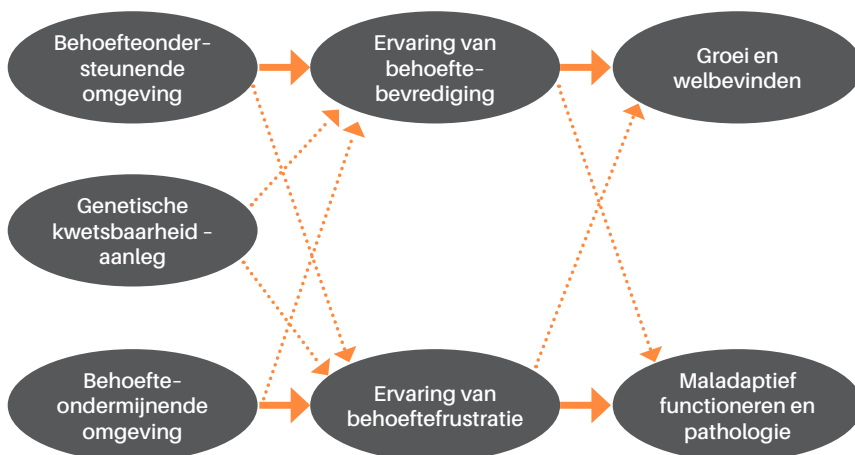 Behoefteonder-
steunende
omgeving
Ervaring van
behoefte-
bevrediging
Groei en
welbevinden
Genetische
kwetsbaarheid –
aanleg
Behoefte-
ondermijnende
omgeving
Ervaring van
behoeftefrustratie
Maladaptief
functioneren en
pathologie